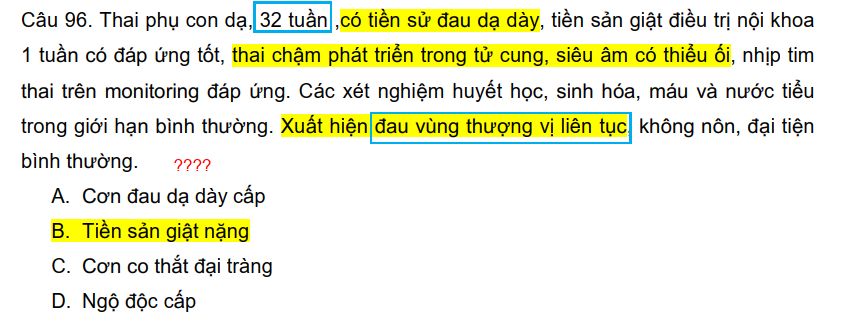 Câu 96. Thai phụ con dạ, 32 tuần ,có tiền sử đau dạ dày, tiền sản giật điều trị nội khoa
1 tuần có đáp ứng tốt, thai chậm phát triển trong tử cung, siêu âm có thiểu ối, nhịp tim
thai trên monitoring đáp ứng. Các xét nghiệm huyết học, sinh hóa, máu và nước tiểu
trong giới hạn bình thường. Xuất hiện đau vùng thượng vị liên tục, không nôn, đại tiện
bình thường. ????
A. Cơn đau dạ dày cấp
B. Tiền sản giật nặng
C. Cơn co thắt đại tràng
D. Ngộ độc cấp